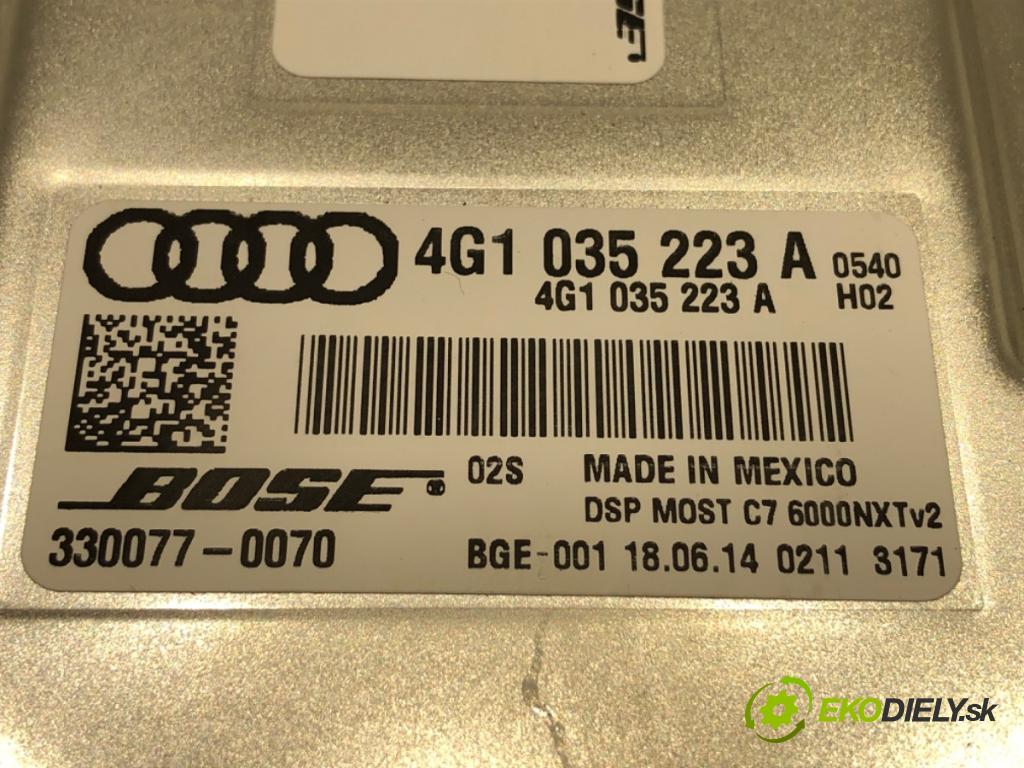 4G1 035 223 A 0540
4G1 035 223 A H02
BOSE 02S MADE IN MEXICO
DSP MOST C7 6000NXTv2
330077-0070 BGE-001 18.06.14 0211 3171
EKODIELY.sk